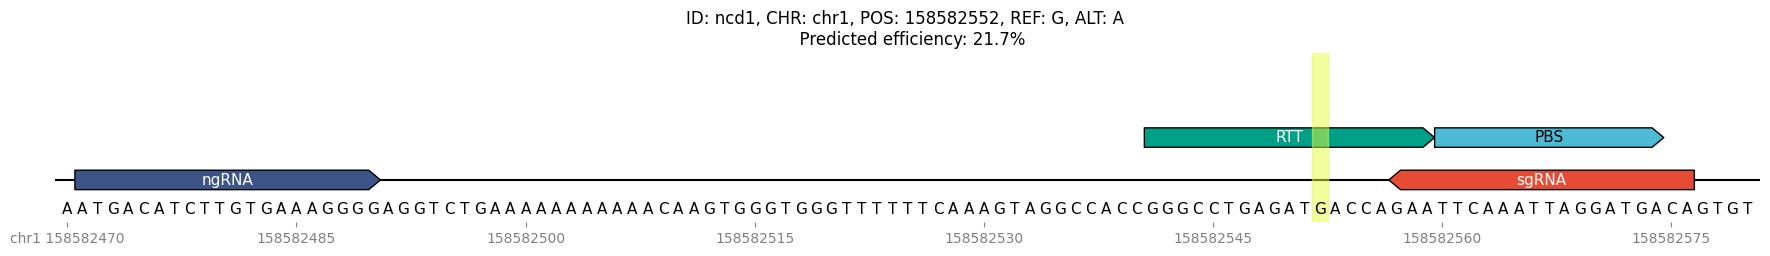 ID: ncd1, CHR: chr1, POS: 158582552, REF: G, ALT: A
Predicted efficiency: 21.7%
RTT PBS
ngRNA sgRNA
A A T G A C A T C T T G T G A A A G G G G A G G T C T G A A A A A A A A A A A C A A G T G G G T G G G T T T T T T C A A A G T A G G C C A C C G G G C C T G A G A T G A C C A G A A T T C A A A T T A G G A T G A C A G T G T
chr1 158582470 158582485 158582500 158582515 158582530 158582545 158582560 158582575